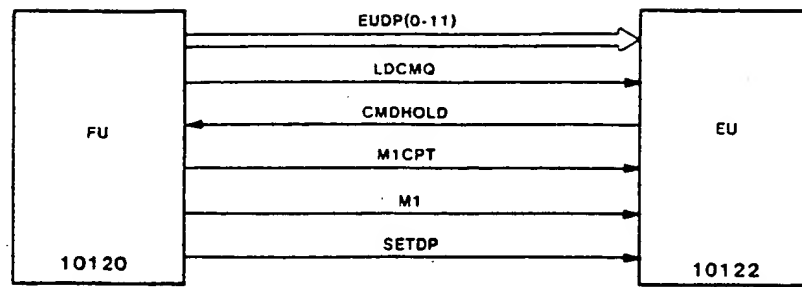 EUDP(0-11)
LDCMQ
CMDHOLD
FU
EU
M1CPT
M1
SETDP
10120
10122